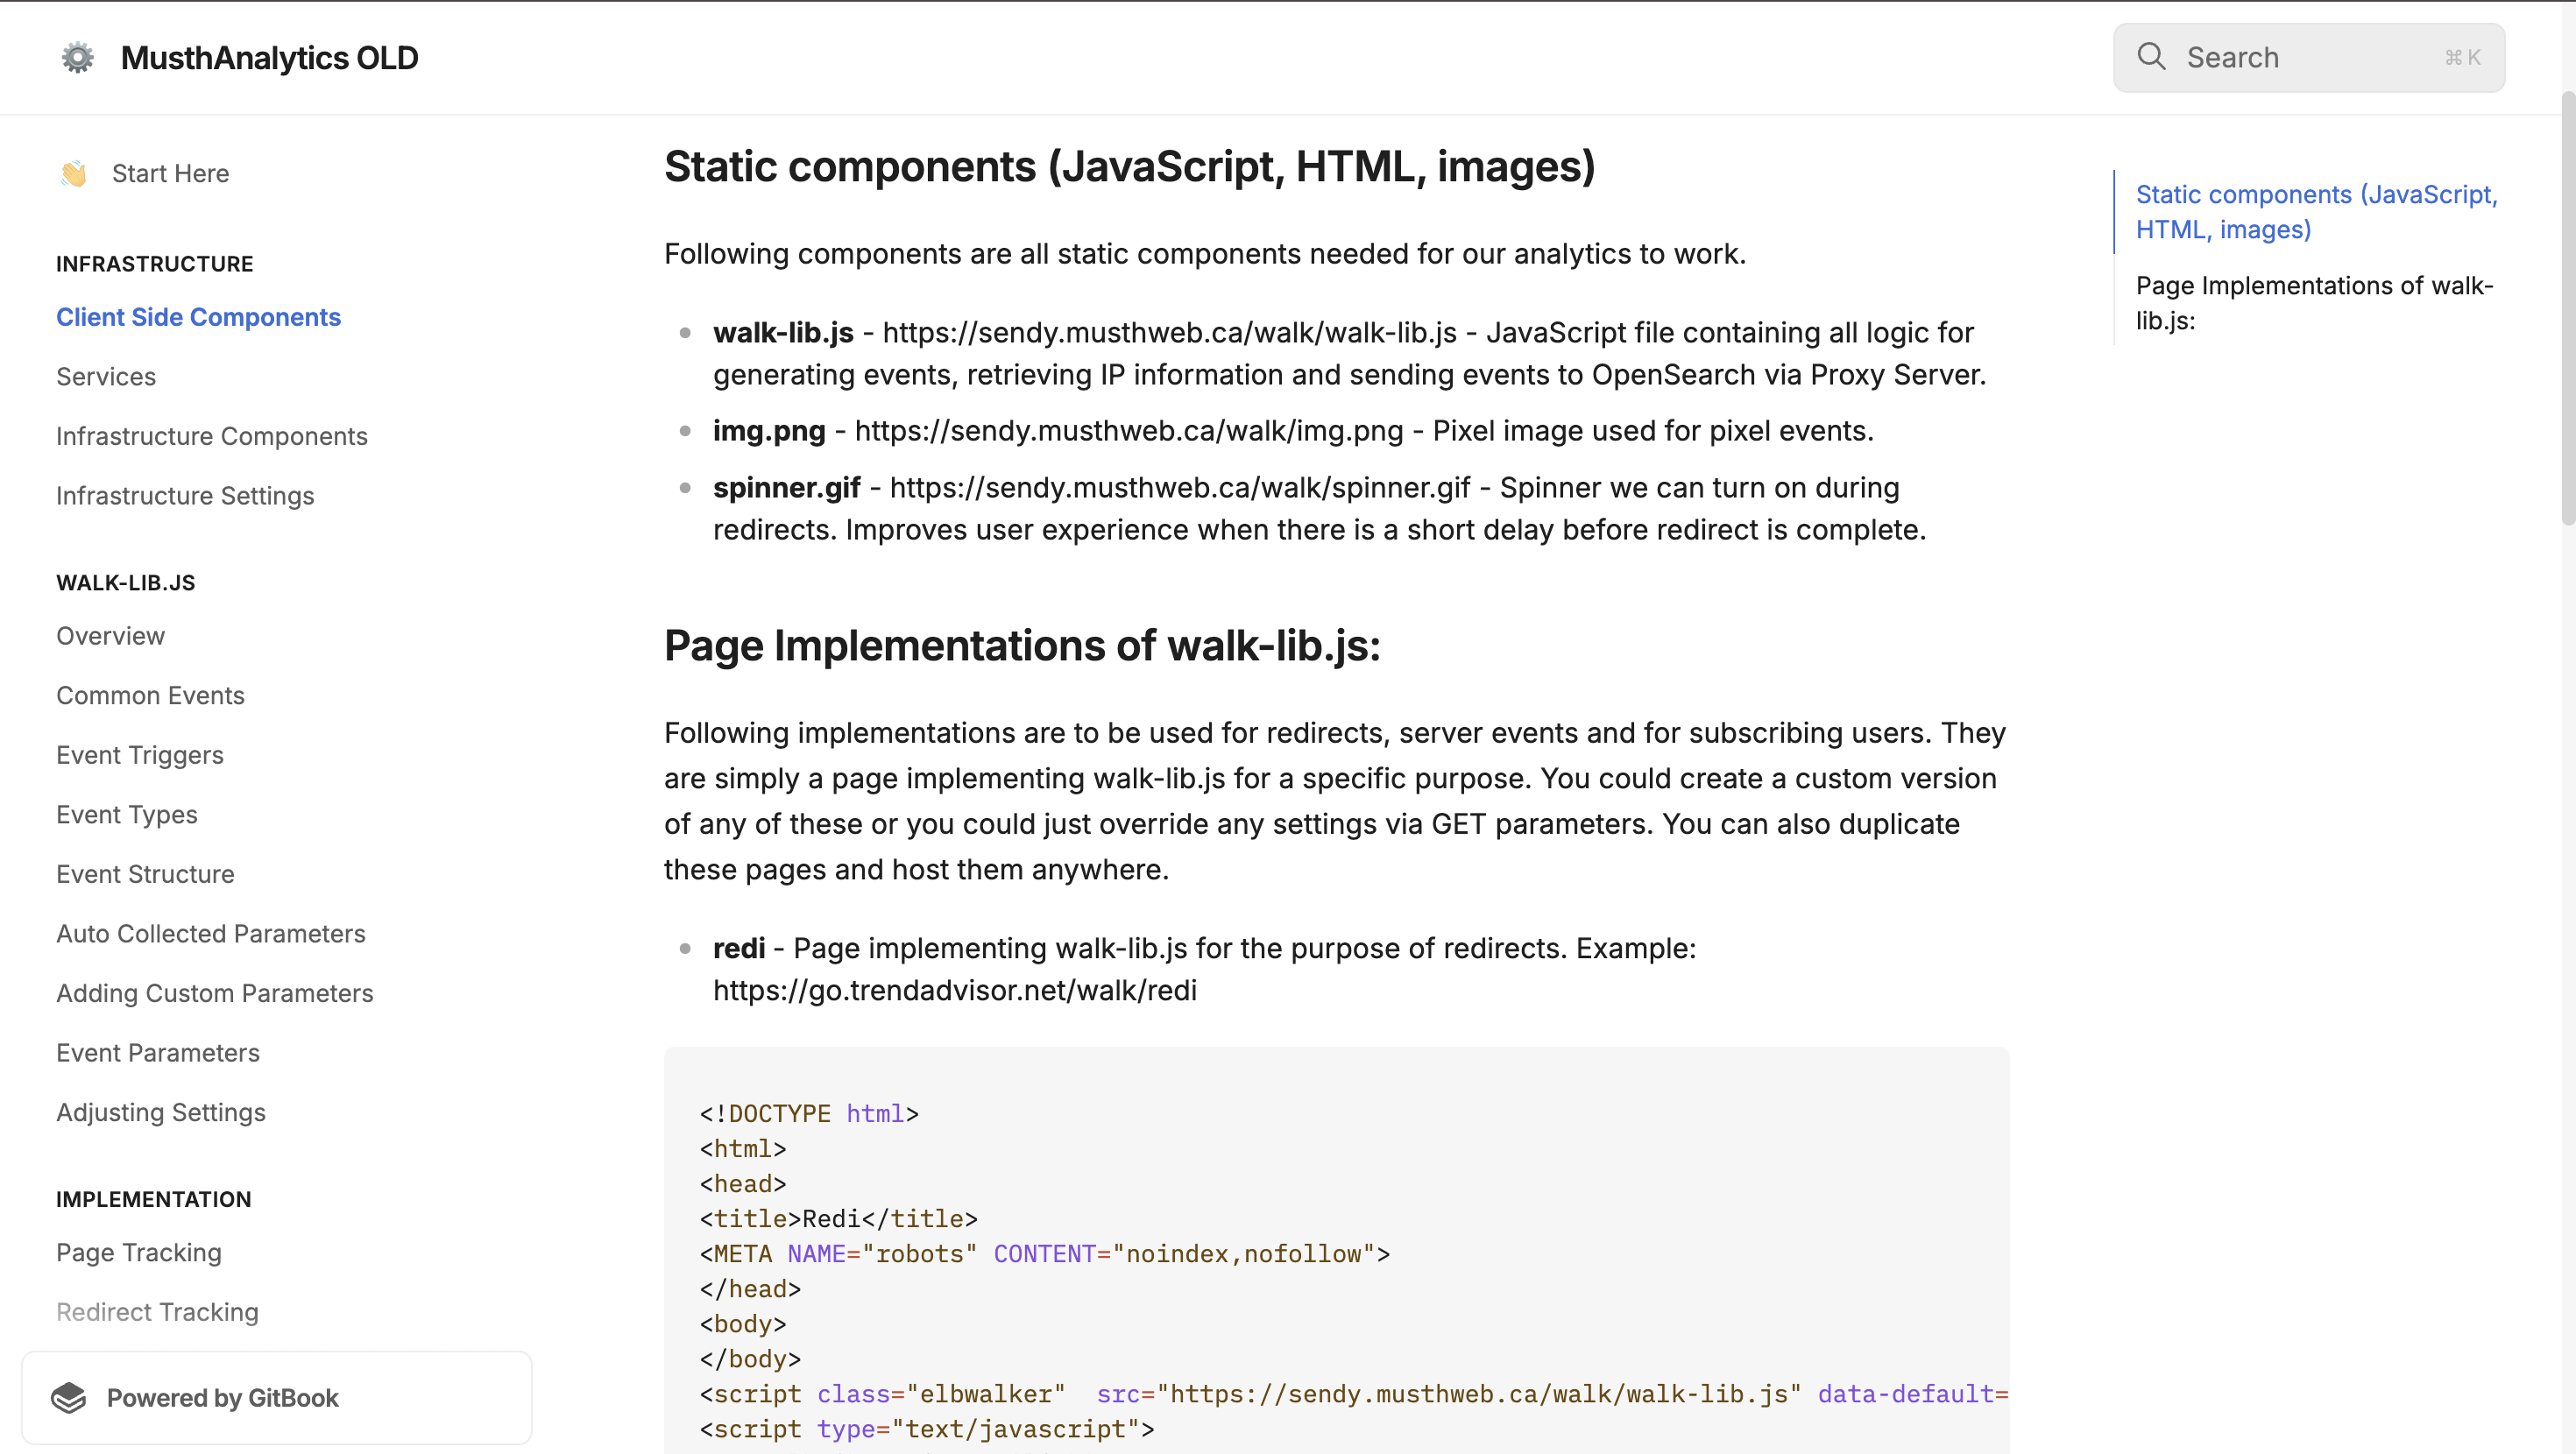 MusthAnalytics OLD
Search
⌘ K
Start Here
INFRASTRUCTURE
Client Side Components
Services
Infrastructure Components
Infrastructure Settings
WALK-LIB.JS
Overview
Common Events
Event Triggers
Event Types
Event Structure
Auto Collected Parameters
Adding Custom Parameters
Event Parameters
Adjusting Settings
IMPLEMENTATION
Page Tracking
Redirect Tracking
Powered by GitBook
Static components (JavaScript, HTML, images)
Following components are all static components needed for our analytics to work.
walk-lib.js - https://sendy.musthweb.ca/walk/walk-lib.js - JavaScript file containing all logic for
generating events, retrieving IP information and sending events to OpenSearch via Proxy Server.
img.png - https://sendy.musthweb.ca/walk/img.png - Pixel image used for pixel events.
spinner.gif - https://sendy.musthweb.ca/walk/spinner.gif - Spinner we can turn on during
redirects. Improves user experience when there is a short delay before redirect is complete.
Page Implementations of walk-lib.js:
Following implementations are to be used for redirects, server events and for subscribing users. They
are simply a page implementing walk-lib.js for a specific purpose. You could create a custom version
of any of these or you could just override any settings via GET parameters. You can also duplicate
these pages and host them anywhere.
redi - Page implementing walk-lib.js for the purpose of redirects. Example:
https://go.trendadvisor.net/walk/redi
<!DOCTYPE html>
<html>
<head>
<title>Redi</title>
<META NAME="robots" CONTENT="noindex,nofollow">
</head>
<body>
</body>
<script class="elbwalker"  src="https://sendy.musthweb.ca/walk/walk-lib.js" data-default=
<script type="text/javascript">
Static components (JavaScript,
HTML, images)
Page Implementations of walk-
lib.js: